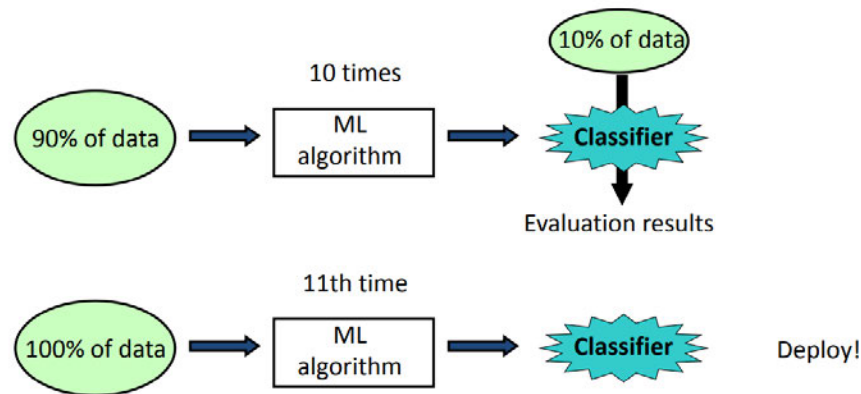 10% of data
10 times
90% of data
ML
algorithm
Classifier
Evaluation results
11th time
100% of data
ML
algorithm
Classifier
Deploy!